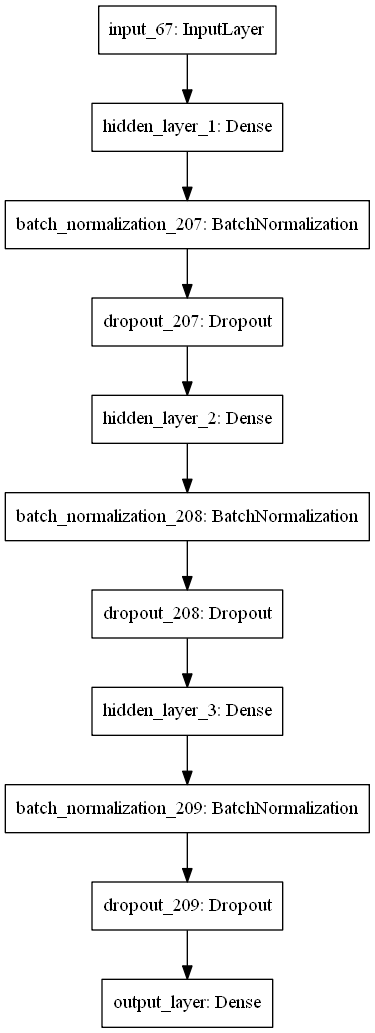 input_67: InputLayer
hidden_layer_1: Dense
batch_normalization_207: BatchNormalization
dropout_207: Dropout
hidden_layer_2: Dense
batch_normalization_208: BatchNormalization
dropout_208: Dropout
hidden_layer_3: Dense
batch_normalization_209: BatchNormalization
dropout_209: Dropout
output_layer: Dense